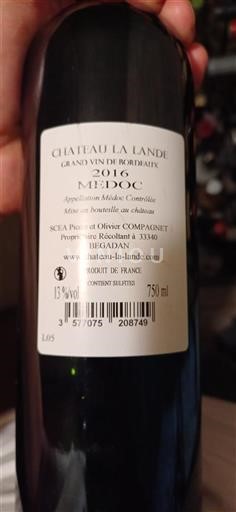 CHATEAU LA LANDE
GRAND VIN DE BORDEAUX
2016
MEDOC
Appellation Médoc Contrôlée
Mise en bouteille au château
SCEA Pierre et Olivier COMPAGNET
Propriétaire Récoltant à 33340
BEGADAN
www.chateau-la-lande.com
PRODUIT DE FRANCE
13 %/vol
CONTIENT SULFITES
750 ml
L05
3 577075 208749